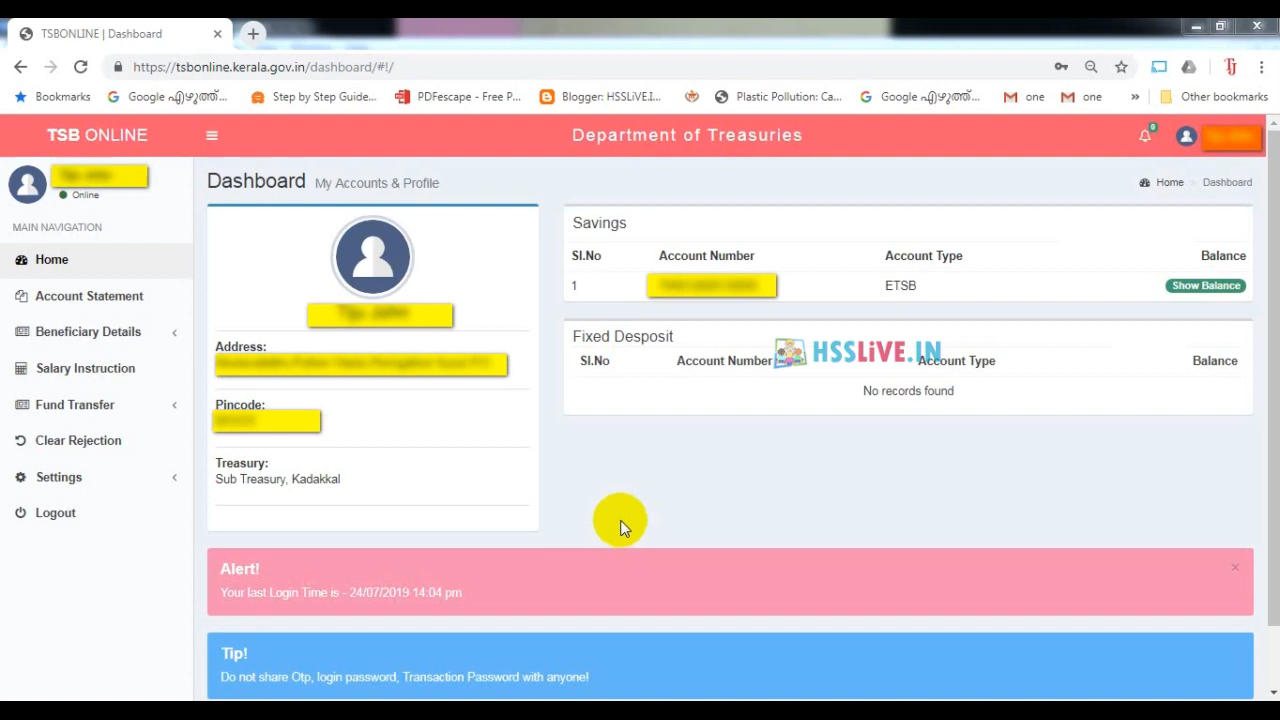 TSBONLINE | Dashboard
https://tsbonline.kerala.gov.in/dashboard/#!/
Bookmarks
Google എഴുത്ത്...
Step by Step Guide...
PDFescape - Free P...
Blogger: HSSLiVE.I...
Plastic Pollution: Ca...
Google എഴുത്ത്...
one
one
»
Other bookmarks
TSB ONLINE
Department of Treasuries
0
Online
MAIN NAVIGATION
Home
Account Statement
Beneficiary Details
Salary Instruction
Fund Transfer
Clear Rejection
Settings
Logout
Dashboard My Accounts & Profile
Home > Dashboard
Address:
Pincode:
Treasury:
Sub Treasury, Kadakkal
Savings
Sl.No Account Number Account Type Balance
1 ETSB Show Balance
Fixed Desposit
HSSLiVE.IN
Sl.No Account Number Account Type Balance
No records found
Alert!
Your last Login Time is - 24/07/2019 14:04 pm
Tip!
Do not share Otp, login password, Transaction Password with anyone!